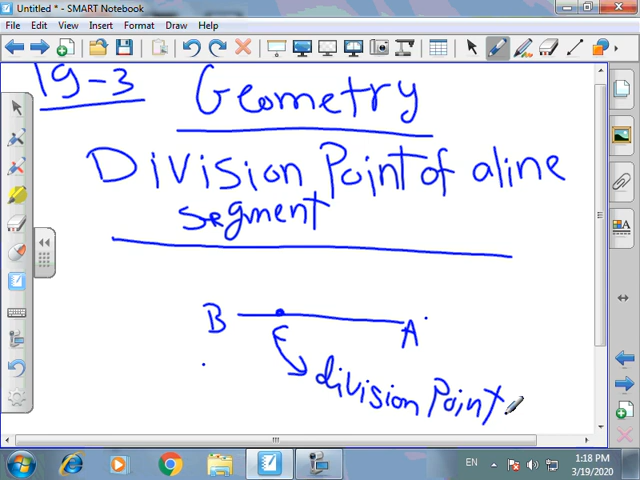 Untitled * - SMART Notebook
File Edit View Insert Format Draw Help
19-3 Geometry
Division Point of a line
segment
B A
C
division Point.
EN 1:18 PM
3/19/2020